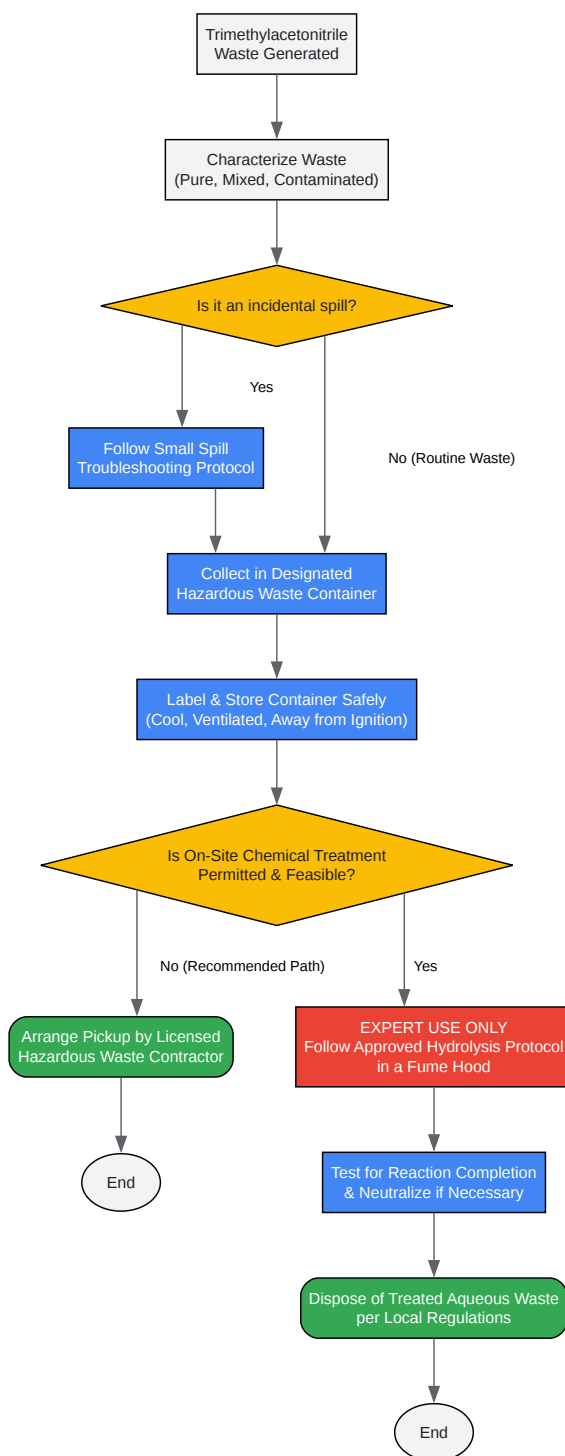 Trimethylacetonitrile
Waste Generated
Characterize Waste
(Pure, Mixed, Contaminated)
Is it an incidental spill?
Yes
Follow Small Spill
Troubleshooting Protocol
No (Routine Waste)
Collect in Designated
Hazardous Waste Container
Label & Store Container Safely
(Cool, Ventilated, Away from Ignition)
Is On-Site Chemical Treatment
Permitted & Feasible?
No (Recommended Path)
Yes
Arrange Pickup by Licensed
Hazardous Waste Contractor
EXPERT USE ONLY
Follow Approved Hydrolysis Protocol
in a Fume Hood
End
Test for Reaction Completion
& Neutralize if Necessary
Dispose of Treated Aqueous Waste
per Local Regulations
End